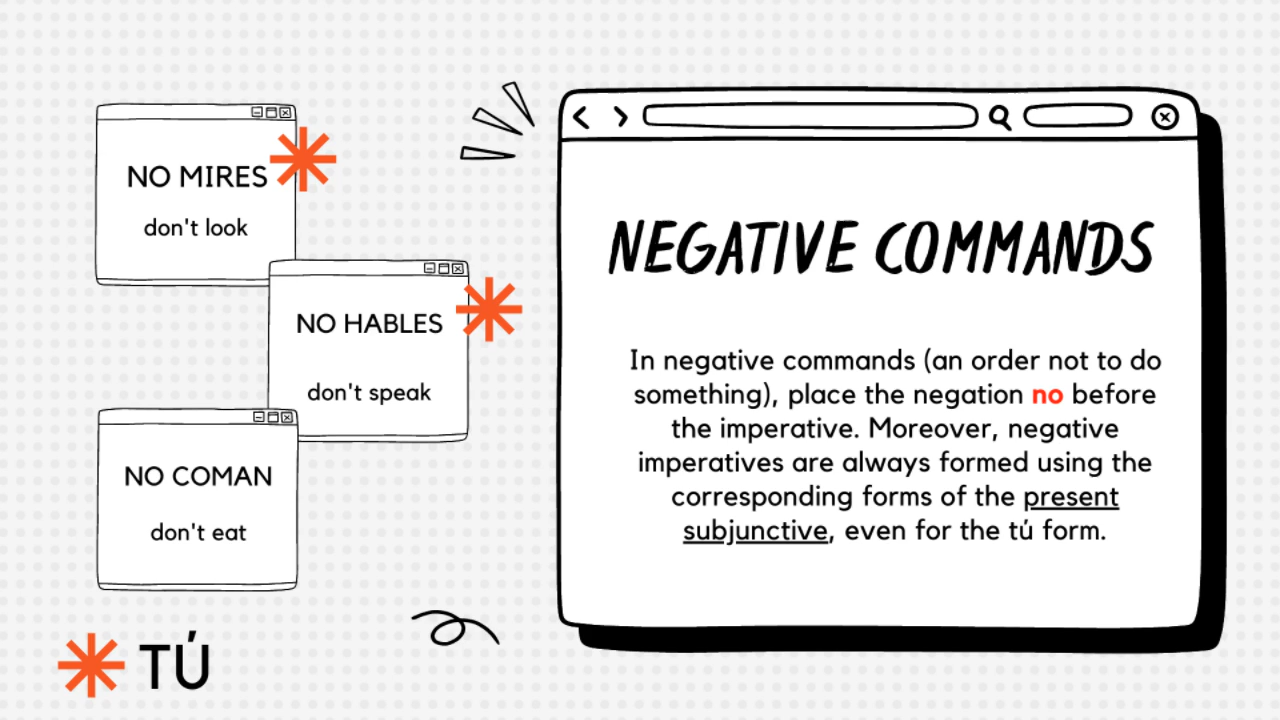 NO MIRES
don't look
NO HABLES
don't speak
NO COMAN
don't eat
TÚ
NEGATIVE COMMANDS
In negative commands (an order not to do
something), place the negation no before
the imperative. Moreover, negative
imperatives are always formed using the
corresponding forms of the present
subjunctive, even for the tú form.